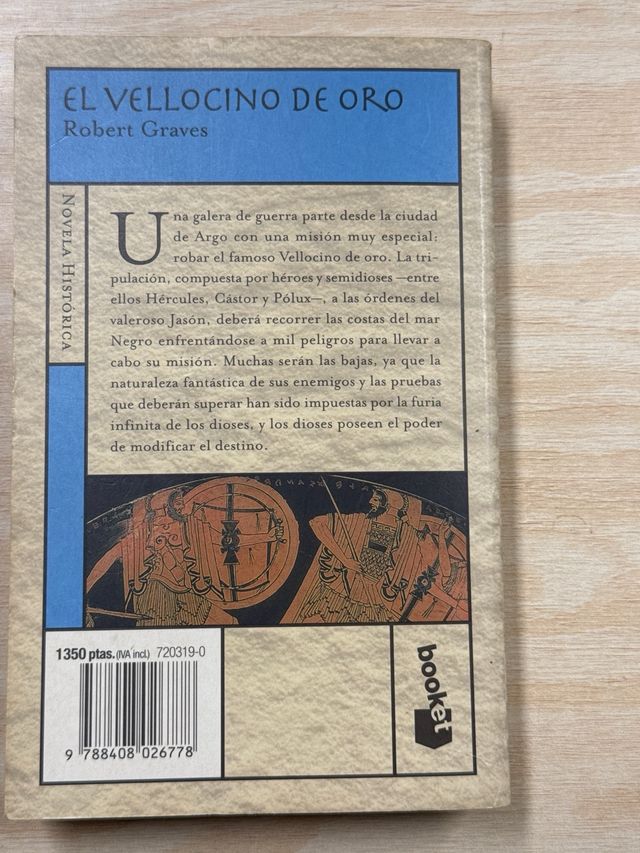 EL VELLOCINO DE ORO
Robert Graves
NOVELA HISTÓRICA
Una galera de guerra parte desde la ciudad
de Argo con una misión muy especial:
robar el famoso Vellocino de oro. La tri-
pulación, compuesta por héroes y semidioses —entre
ellos Hércules, Cástor y Pólux—, a las órdenes del
valeroso Jasón, deberá recorrer las costas del mar
Negro enfrentándose a mil peligros para llevar a
cabo su misión. Muchas serán las bajas, ya que la
naturaleza fantástica de sus enemigos y las pruebas
que deberán superar han sido impuestas por la furia
infinita de los dioses, y los dioses poseen el poder
de modificar el destino.
1350 ptas. (IVA incl.) 720319-0
9 788408 026778
booket